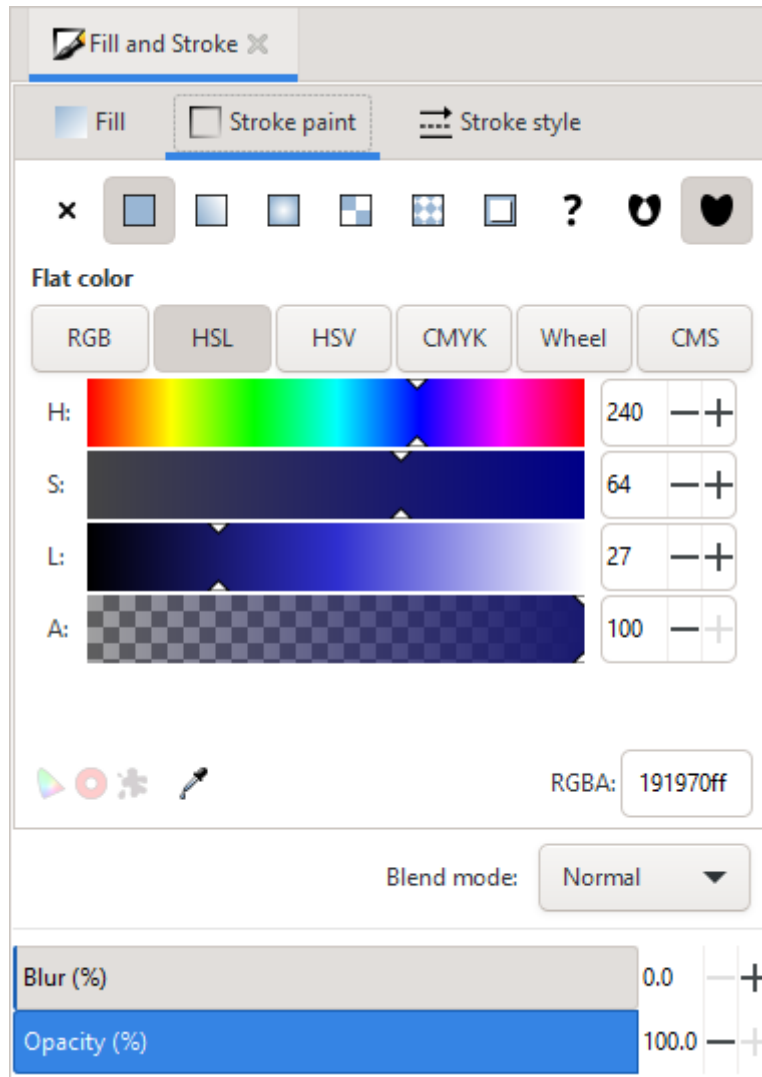 Fill and Stroke
Fill Stroke paint Stroke style
?
Flat color
RGB HSL HSV CMYK Wheel CMS
H: 240
S: 64
L: 27
A: 100
RGBA: 191970ff
Blend mode: Normal
Blur (%) 0.0
Opacity (%) 100.0